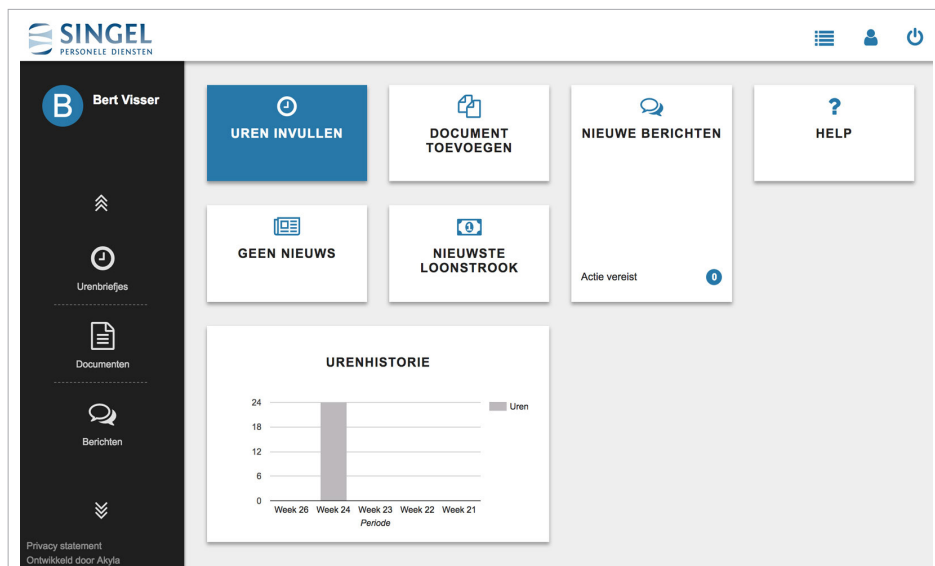 SINGEL
PERSONELE DIENSTEN
B
Bert Visser
Urenbriefjes
Documenten
Berichten
Privacy statement
Ontwikkeld door Akyla
UREN INVULLEN
DOCUMENT
TOEVOEGEN
NIEUWE BERICHTEN
Actie vereist
0
?
HELP
GEEN NIEUWS
1
NIEUWSTE
LOONSTROOK
URENHISTORIE
24
18
12
6
0
Uren
Week 26 Week 24 Week 23 Week 22 Week 21
Periode